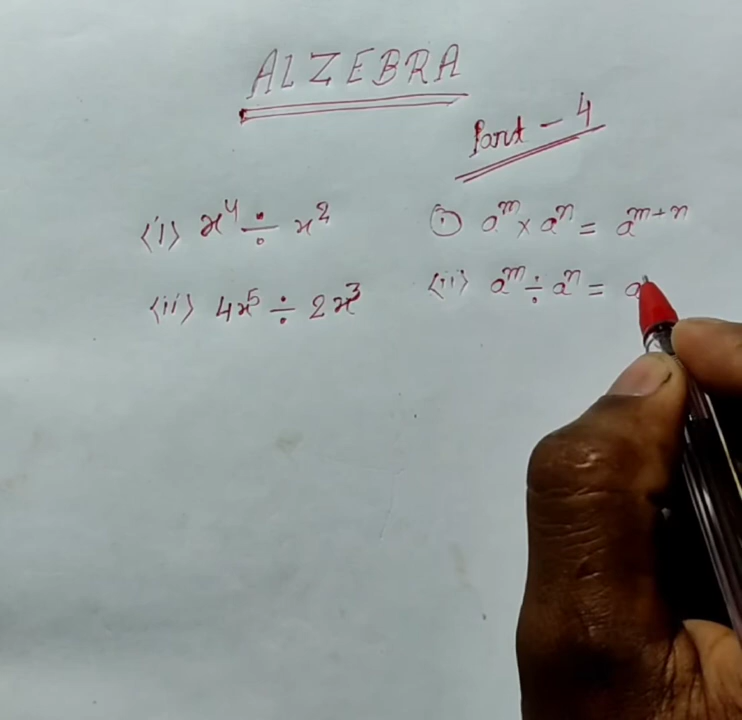 ALZEBRA
Part - 4
(i) x⁴ ÷ x²
(ii) 4x⁵ ÷ 2x³
(i) aᵐ × aⁿ = aᵐ⁺ⁿ
(ii) aᵐ ÷ aⁿ = a